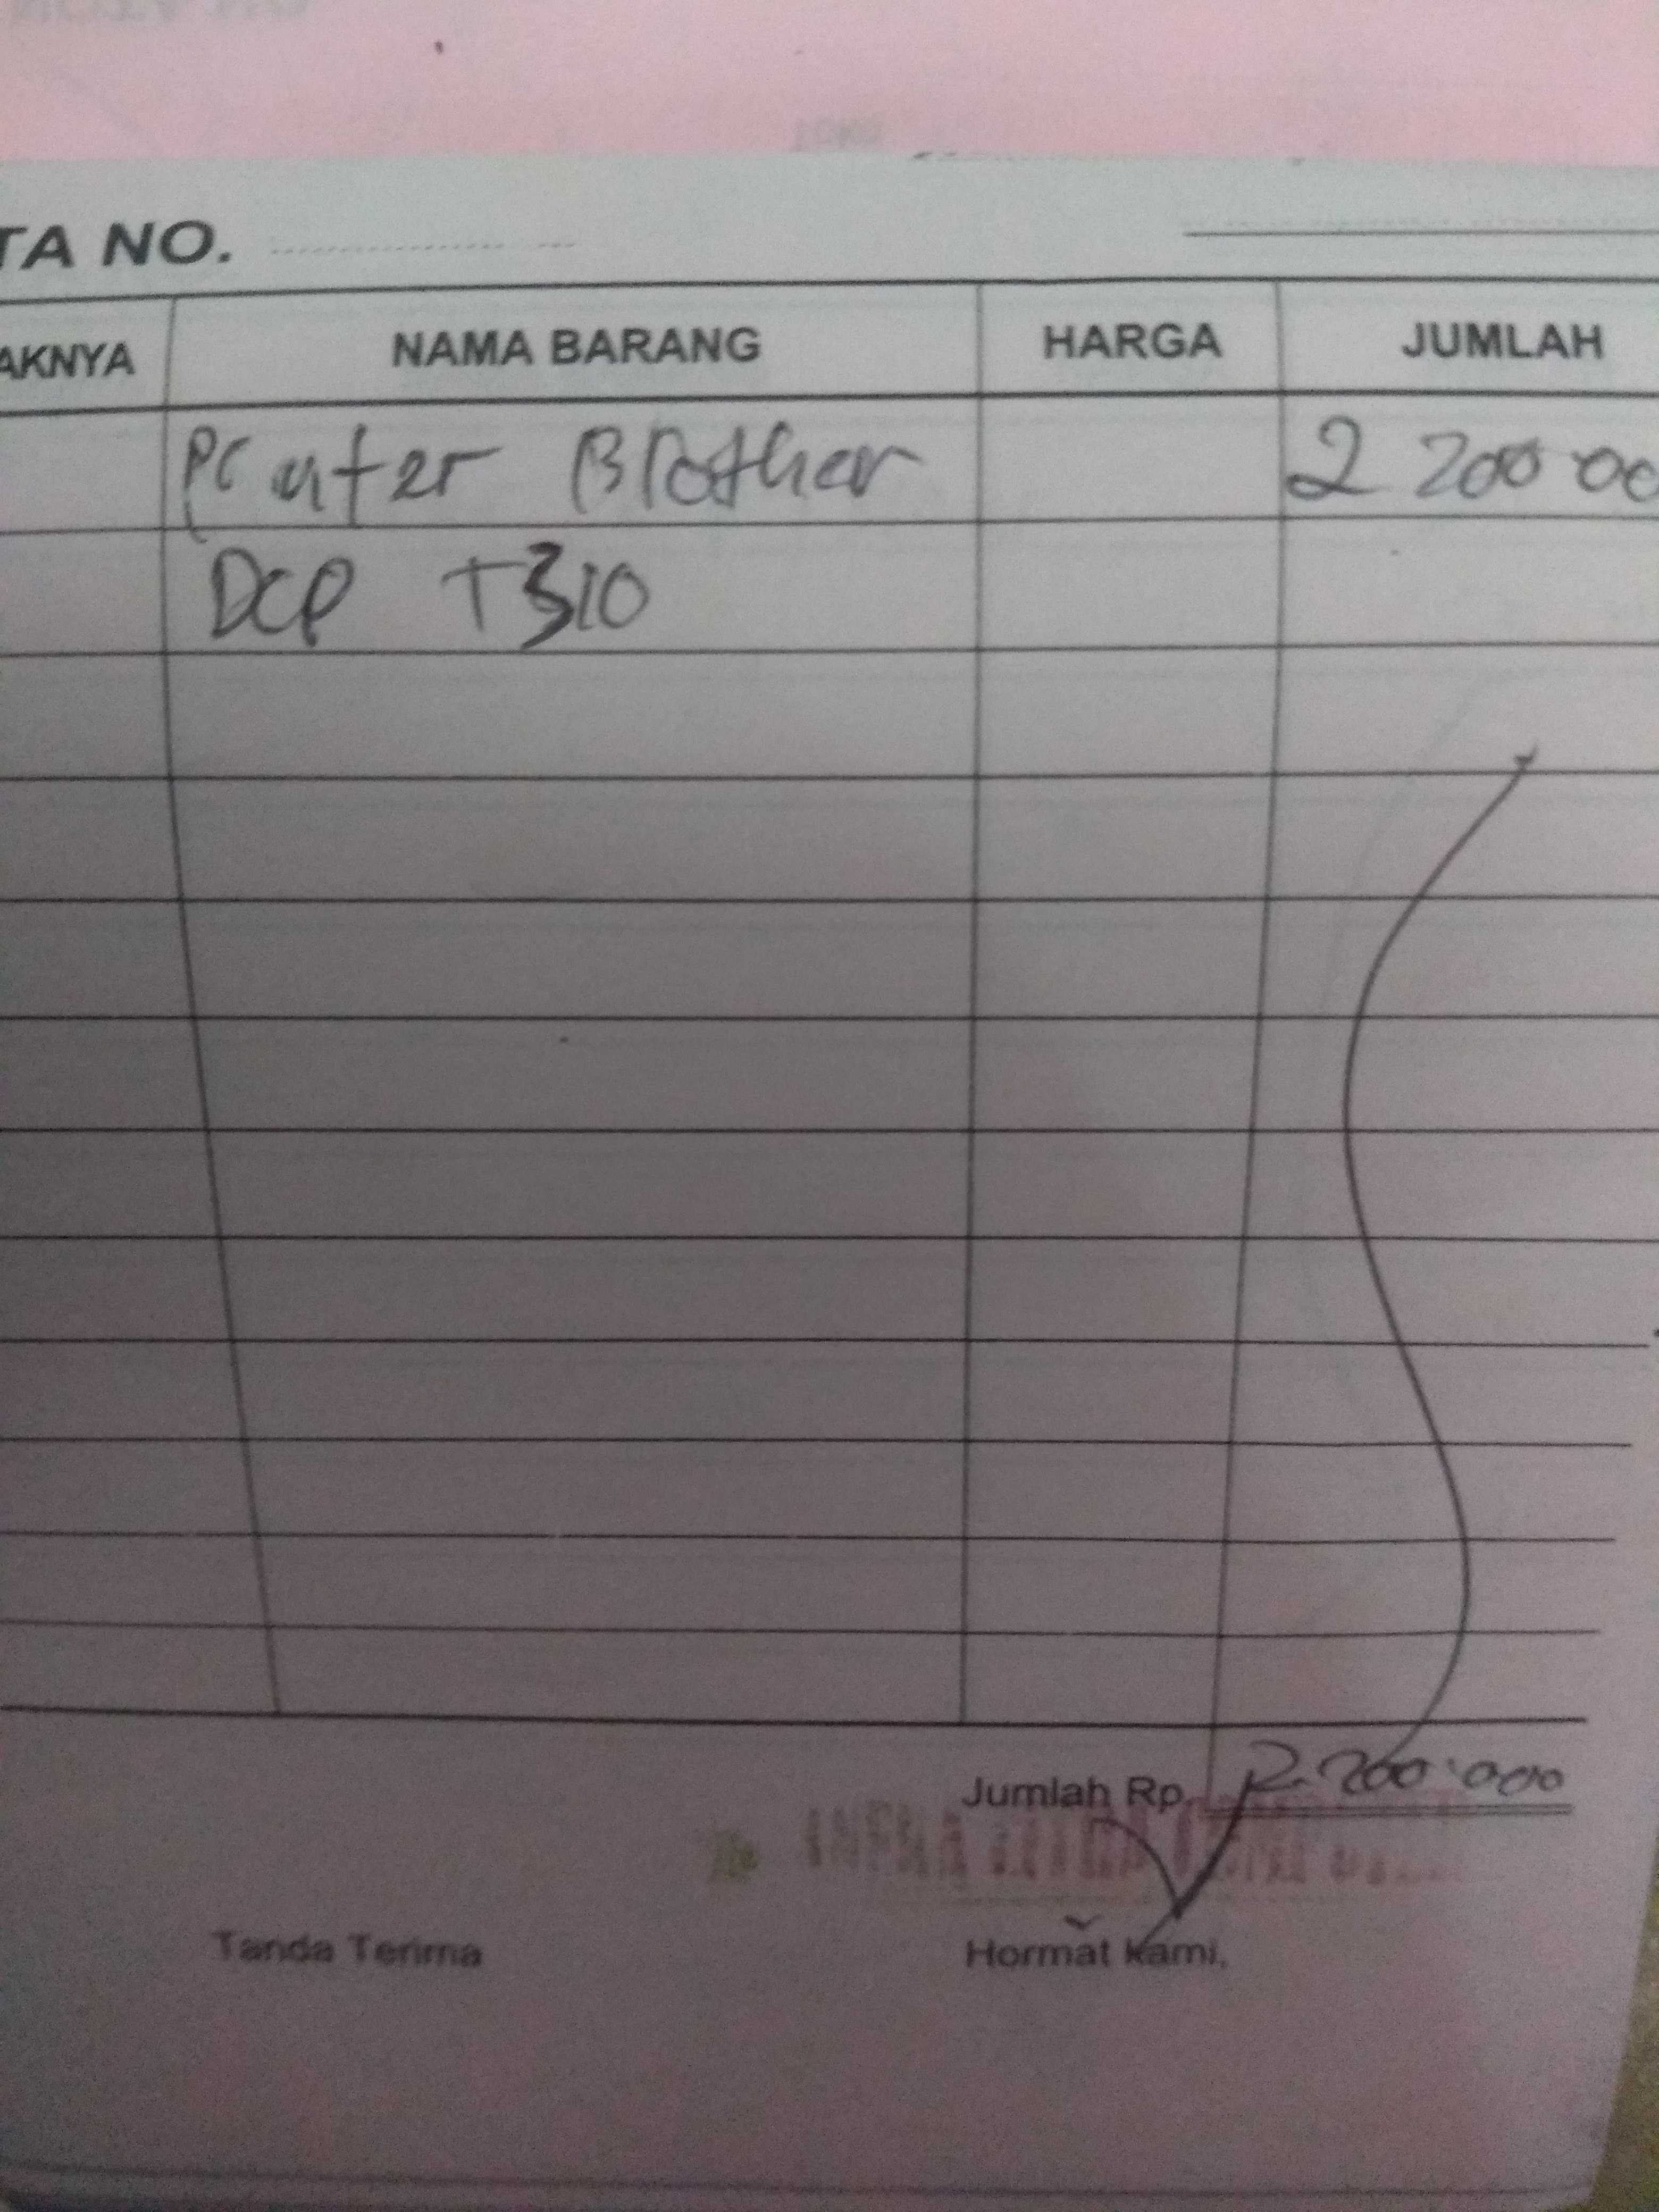 TA NO.
AKNYA NAMA BARANG HARGA JUMLAH
Printer Brother 2 200 00
DCP T310
Jumlah Rp. 2.200.000
Tanda Terima Hormat kami,